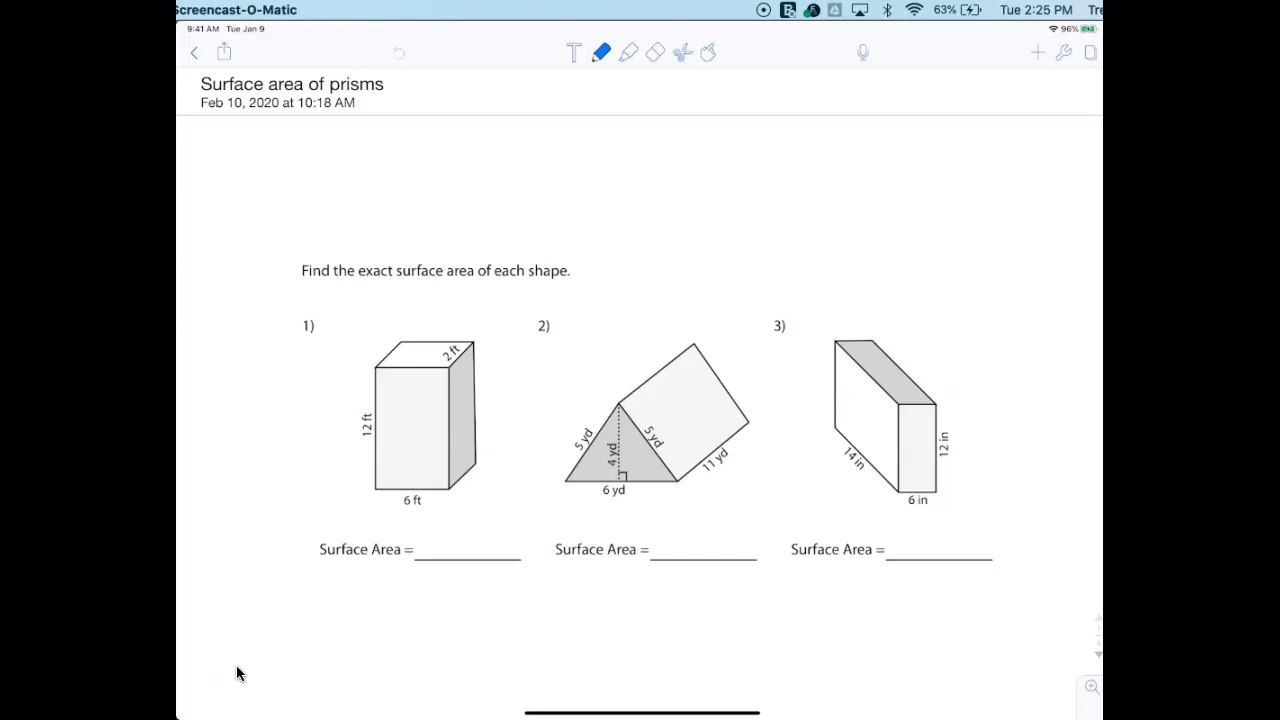 Screencast-O-Matic 63% Tue 2:25 PM Tre
9:41 AM Tue Jan 9 96%
T
Surface area of prisms
Feb 10, 2020 at 10:18 AM
Find the exact surface area of each shape.
1) 2) 3)
2 ft
12 ft
6 ft
5 yd
4 yd
5 yd
11 yd
6 yd
12 in
14 in
6 in
Surface Area = Surface Area = Surface Area =